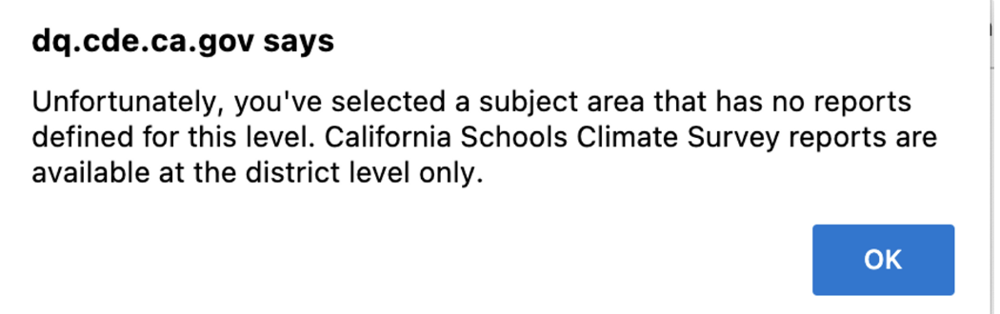 dq.cde.ca.gov says
Unfortunately, you've selected a subject area that has no reports
defined for this level. California Schools Climate Survey reports are
available at the district level only.
OK